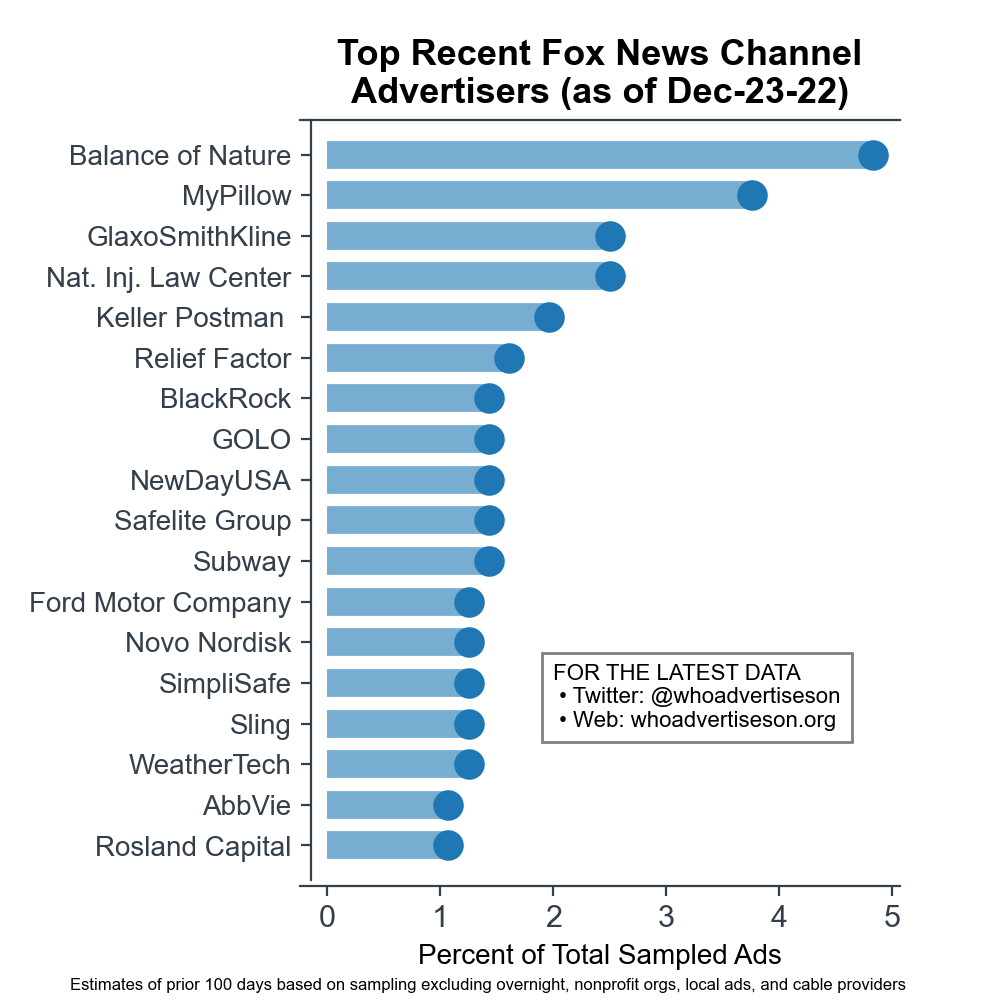 Top Recent Fox News Channel
Advertisers (as of Dec-23-22)
Balance of Nature
MyPillow
GlaxoSmithKline
Nat. Inj. Law Center
Keller Postman
Relief Factor
BlackRock
GOLO
NewDayUSA
Safelite Group
Subway
Ford Motor Company
Novo Nordisk
SimpliSafe
Sling
WeatherTech
AbbVie
Rosland Capital
FOR THE LATEST DATA
• Twitter: @whoadvertiseson
• Web: whoadvertiseson.org
0 1 2 3 4 5
Percent of Total Sampled Ads
Estimates of prior 100 days based on sampling excluding overnight, nonprofit orgs, local ads, and cable providers